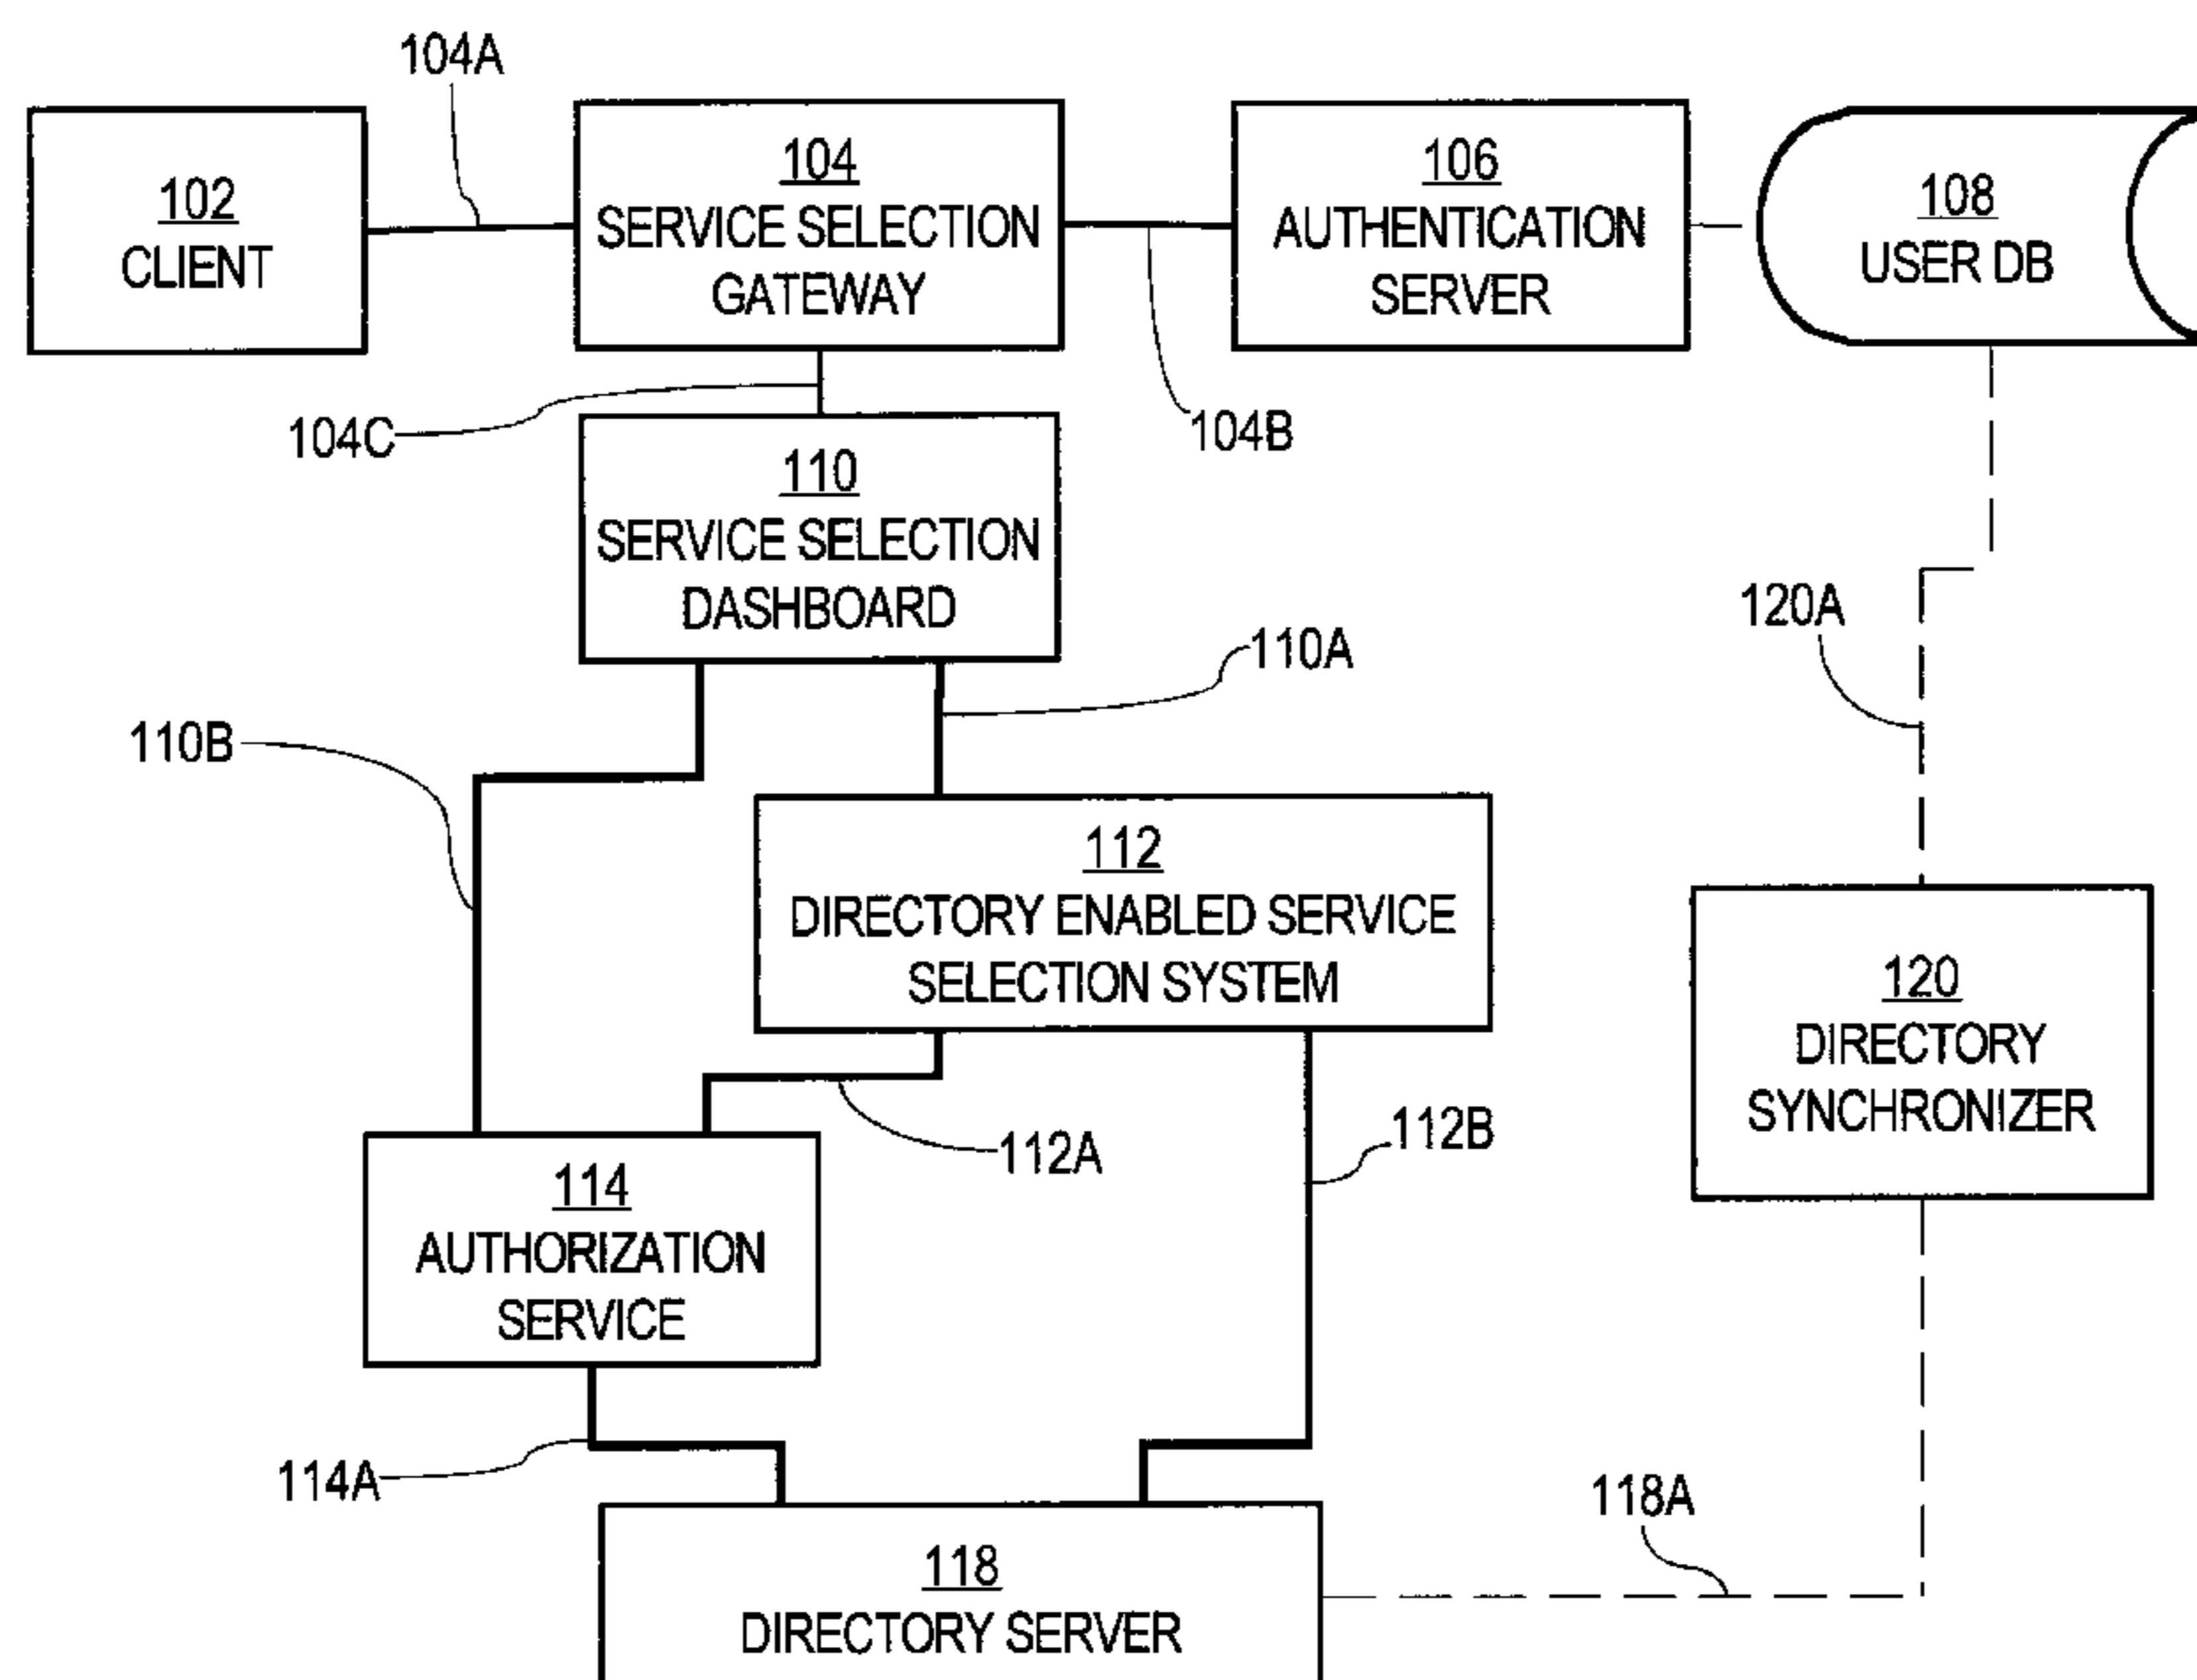 104A
102
CLIENT
104
SERVICE SELECTION
GATEWAY
106
AUTHENTICATION
SERVER
108
USER DB
104C
104B
110
SERVICE SELECTION
DASHBOARD
120A
110A
110B
112
DIRECTORY ENABLED SERVICE
SELECTION SYSTEM
120
DIRECTORY
SYNCHRONIZER
112A
112B
114
AUTHORIZATION
SERVICE
114A
118A
118
DIRECTORY SERVER